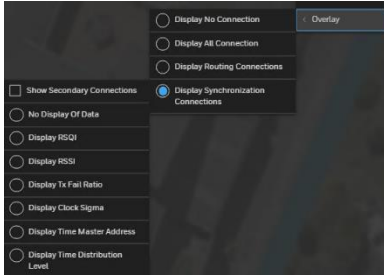 Display No Connection
Overlay
Display All Connection
Display Routing Connections
Display Synchronization
Connections
Show Secondary Connections
No Display Of Data
Display RSQI
Display RSSI
Display Tx Fail Ratio
Display Clock Sigma
Display Time Master Address
Display Time Distribution
Level